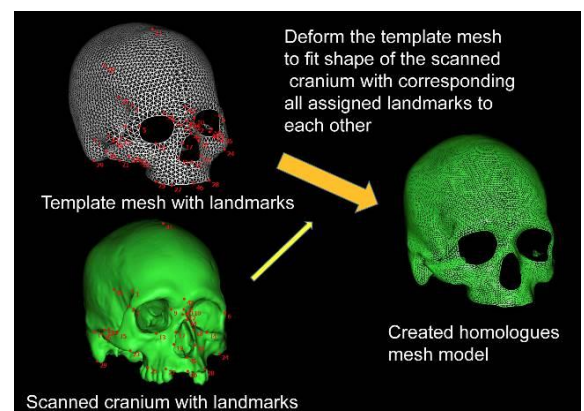 Deform the template mesh
to fit shape of the scanned
cranium with corresponding
all assigned landmarks to
each other
Template mesh with landmarks
Created homologues
mesh model
Scanned cranium with landmarks